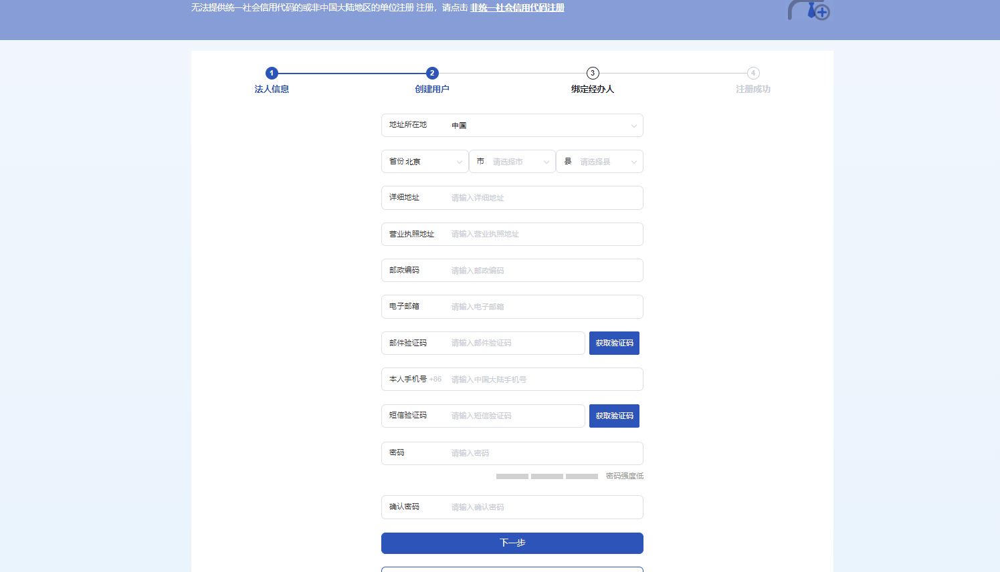 无法提供统一社会信用代码的或非中国大陆地区的单位注册 注册，请点击 非统一社会信用代码注册
1 2 3 4
法人信息 创建用户 绑定经办人 注册成功
地址所在地 中国
省份 北京 市 请选择市 县 请选择县
详细地址 请输入详细地址
营业执照地址 请输入营业执照地址
邮政编码 请输入邮政编码
电子邮箱 请输入电子邮箱
邮件验证码 请输入邮件验证码 获取验证码
本人手机号 +86 请输入中国大陆手机号
短信验证码 请输入短信验证码 获取验证码
密码 请输入密码
密码强度低
确认密码 请输入确认密码
下一步